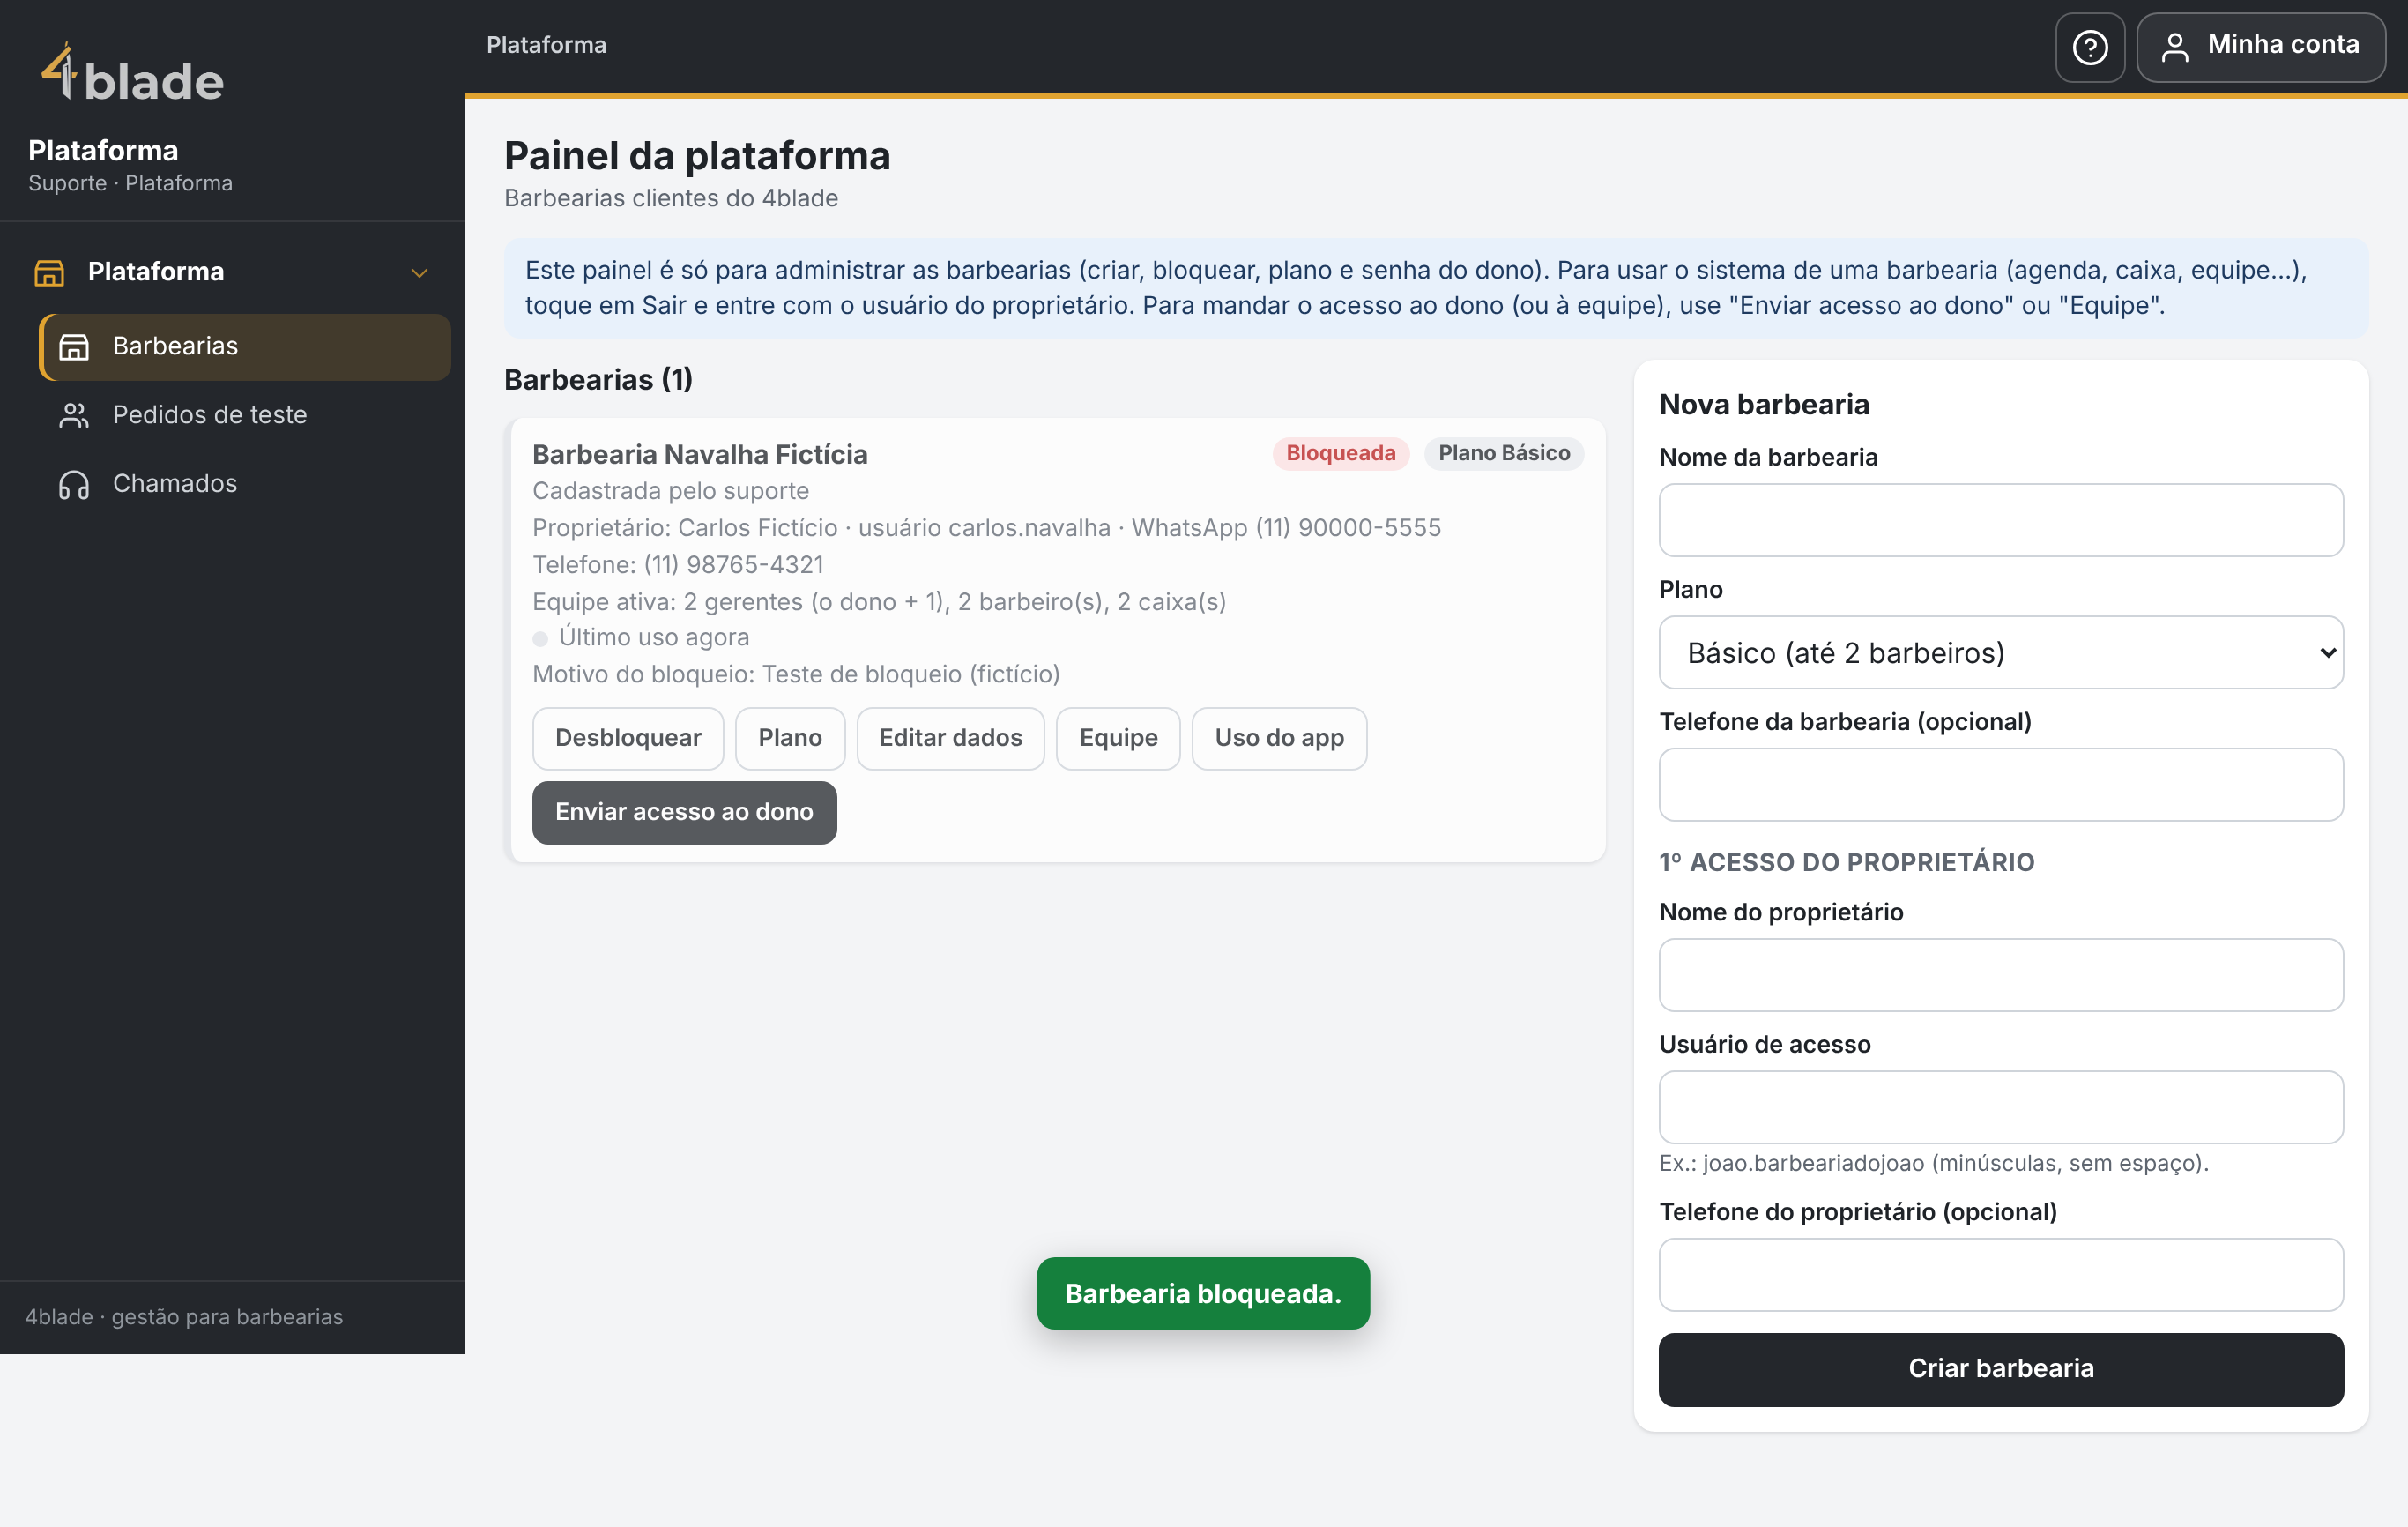 4blade
Plataforma
Suporte · Plataforma
Plataforma
Barbearias
Pedidos de teste
Chamados
4blade · gestão para barbearias
Plataforma
Minha conta
Painel da plataforma
Barbearias clientes do 4blade
Este painel é só para administrar as barbearias (criar, bloquear, plano e senha do dono). Para usar o sistema de uma barbearia (agenda, caixa, equipe...),
toque em Sair e entre com o usuário do proprietário. Para mandar o acesso ao dono (ou à equipe), use "Enviar acesso ao dono" ou "Equipe".
Barbearias (1)
Barbearia Navalha Fictícia
Bloqueada
Plano Básico
Cadastrada pelo suporte
Proprietário: Carlos Fictício · usuário carlos.navalha · WhatsApp (11) 90000-5555
Telefone: (11) 98765-4321
Equipe ativa: 2 gerentes (o dono + 1), 2 barbeiro(s), 2 caixa(s)
Último uso agora
Motivo do bloqueio: Teste de bloqueio (fictício)
Desbloquear
Plano
Editar dados
Equipe
Uso do app
Enviar acesso ao dono
Nova barbearia
Nome da barbearia
Plano
Básico (até 2 barbeiros)
Telefone da barbearia (opcional)
1º ACESSO DO PROPRIETÁRIO
Nome do proprietário
Usuário de acesso
Ex.: joao.barbeariadojoao (minúsculas, sem espaço).
Telefone do proprietário (opcional)
Criar barbearia
Barbearia bloqueada.